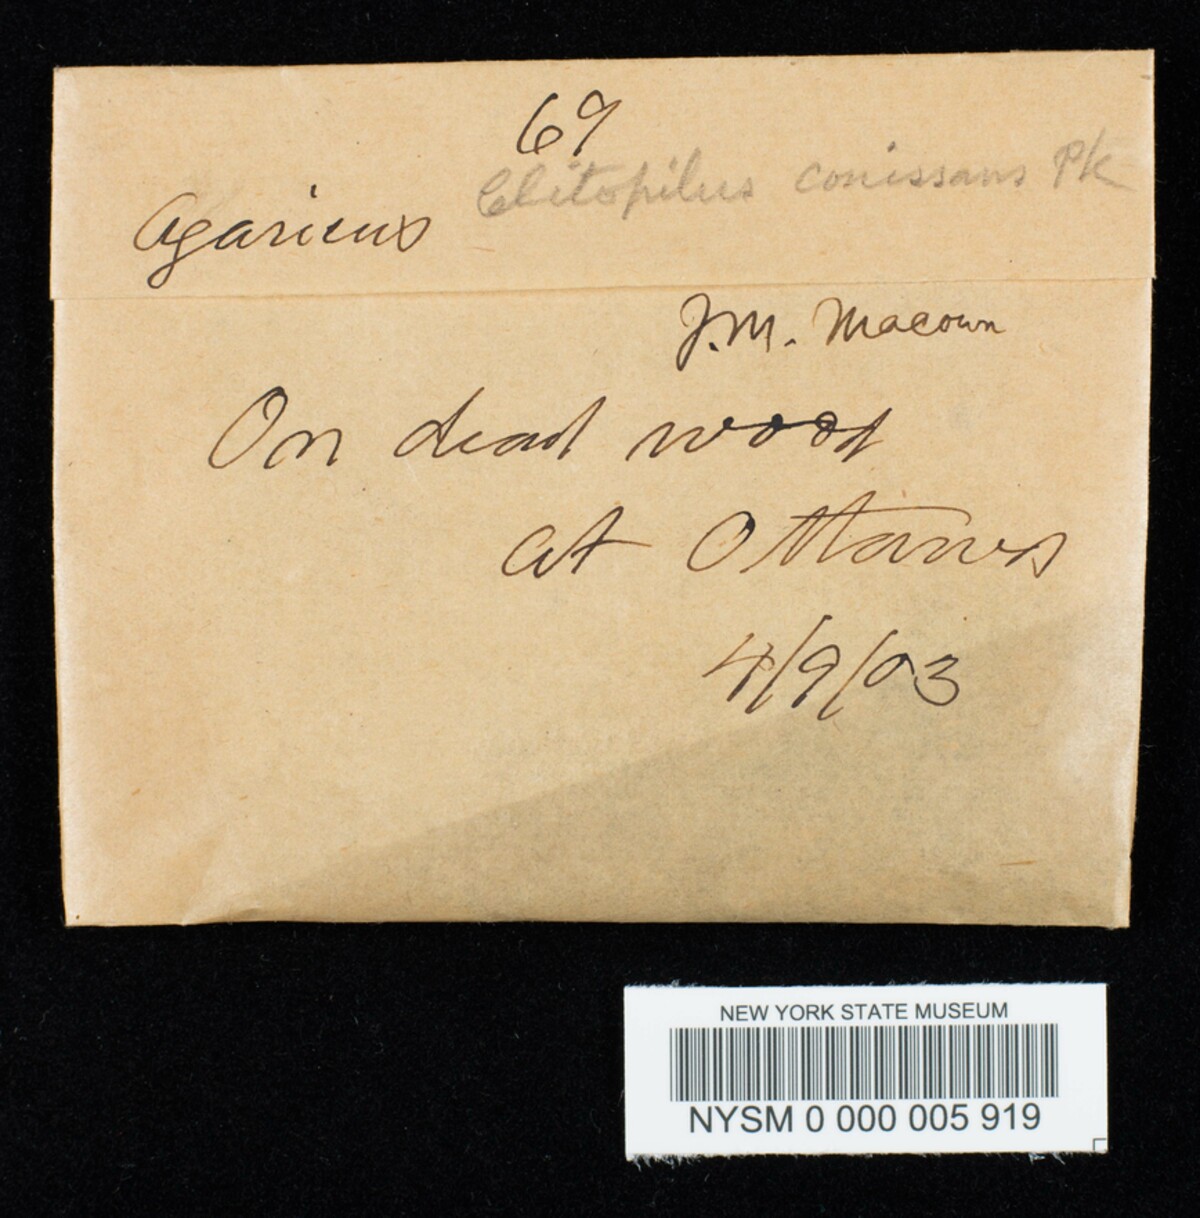 69
Clitopilus conissans Pk
Agaricus
J.M. Macoun
On dead wood
at Ottawa
4/9/03
NEW YORK STATE MUSEUM
NYSM 0 000 005 919